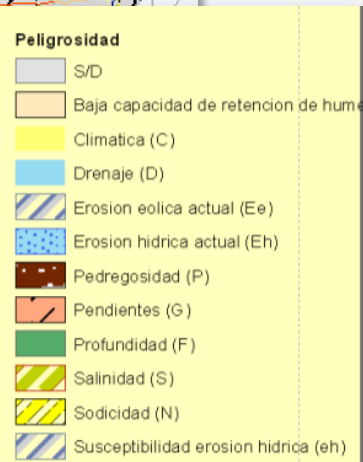 Peligrosidad
S/D
Baja capacidad de retencion de hume
Climatica (C)
Drenaje (D)
Erosion eolica actual (Ee)
Erosion hidrica actual (Eh)
Pedregosidad (P)
Pendientes (G)
Profundidad (F)
Salinidad (S)
Sodicidad (N)
Susceptibilidad erosion hidrica (eh)